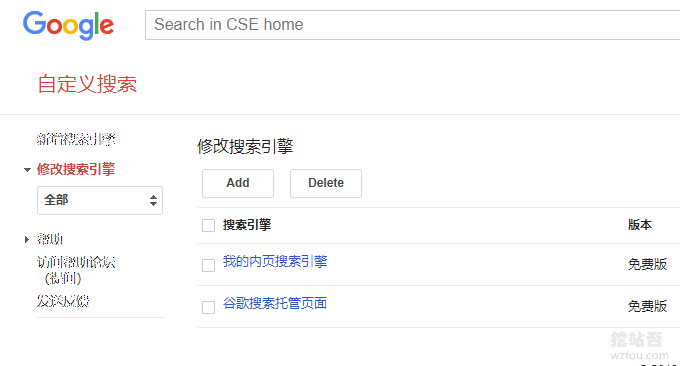 Google
Search in CSE home
自定义搜索
新增搜索引擎
修改搜索引擎
全部
帮助
访问帮助论坛
(提问)
发送反馈
修改搜索引擎
Add Delete
搜索引擎 版本
我的内页搜索引擎 免费版
谷歌搜索托管页面 免费版
挖站否
wzfou.com